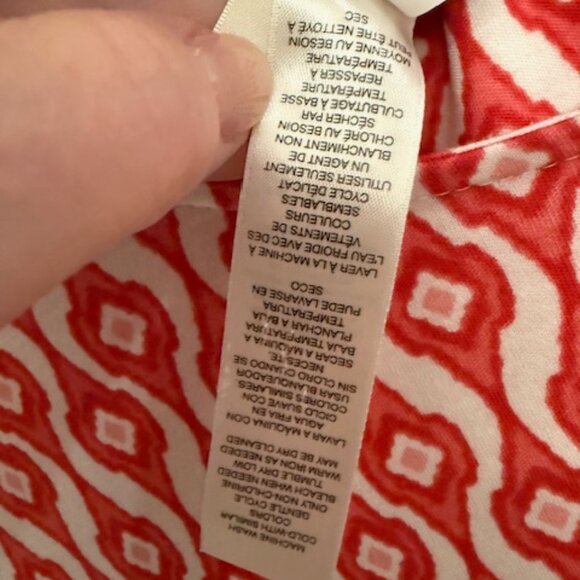 MACHINE WASH
COLD-WITH SIMILAR
COLORS
GENTLE CYCLE
ONLY NON-CHLORINE
BLEACH WHEN NEEDED
TUMBLE DRY LOW
WARM IRON AS NEEDED
MAY BE DRY CLEANED
LAVAR A MÁQUINA CON
AGUA FRIA EN
CICLO SUAVE CON
COLORES SIMILARES.
USAR BLANQUEADOR
SIN CLORO CUANDO SE
NECESITE.
SECAR A MÁQUINA A
BAJA TEMPERATURA
PLANCHAR A BAJA
TEMPERATURA
PUEDE LAVARSE EN
SECO
LAVER À LA MACHINE À
L'EAU FROIDE AVEC DES
VÊTEMENTS DE
COULEURS
SEMBLABLES
CYCLE DÉLICAT
UTILISER SEULEMENT
UN AGENT DE
BLANCHIMENT NON
CHLORÉ AU BESOIN
SÉCHER PAR
CULBUTAGE À BASSE
TEMPÉRATURE
REPASSER À
TEMPÉRATURE
MOYENNE AU BESOIN
PEUT ÊTRE NETTOYÉ À
SEC